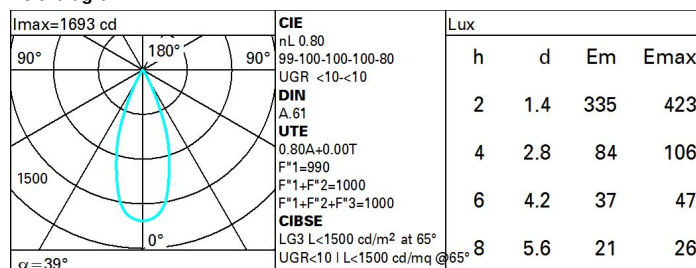 Imax=1693 cd
90°
180°
90°
1500
0°
α=39°
CIE
nL 0.80
99-100-100-100-80
UGR <10-<10
DIN
A.61
UTE
0.80A+0.00T
F"1=990
F"1+F"2=1000
F"1+F"2+F"3=1000
CIBSE
LG3 L<1500 cd/m² at 65°
UGR<10 | L<1500 cd/mq @65°
Lux
h d Em Emax
2 1.4 335 423
4 2.8 84 106
6 4.2 37 47
8 5.6 21 26